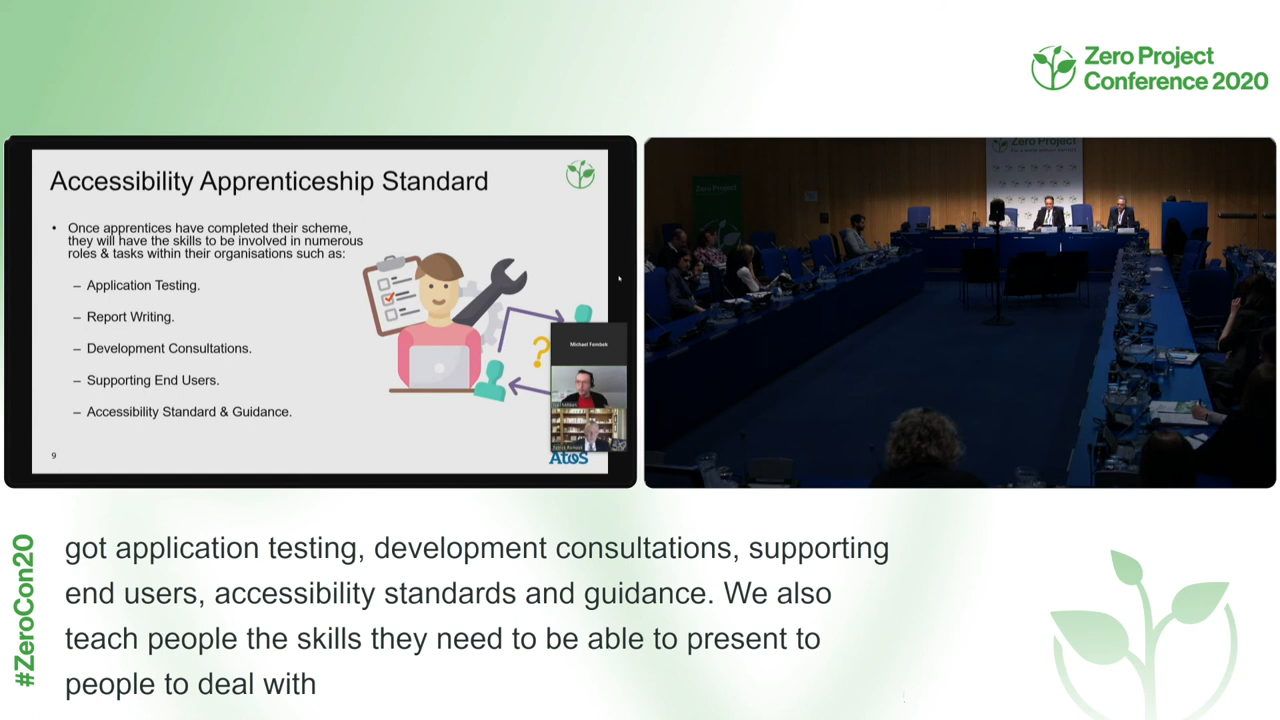 Zero Project
Conference 2020
Accessibility Apprenticeship Standard
• Once apprentices have completed their scheme,
they will have the skills to be involved in numerous
roles & tasks within their organisations such as:
– Application Testing.
– Report Writing.
– Development Consultations.
– Supporting End Users.
– Accessibility Standard & Guidance.
9
?
Michael Fembek
Atos
Zero Project
Zero Project
#ZeroCon20
got application testing, development consultations, supporting
end users, accessibility standards and guidance. We also
teach people the skills they need to be able to present to
people to deal with